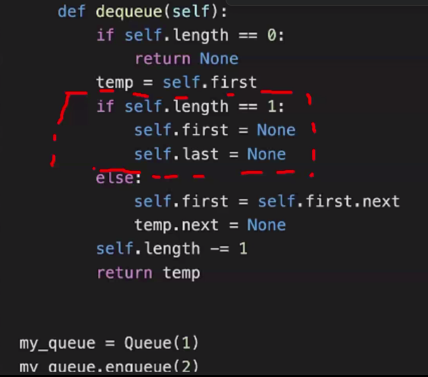 def dequeue(self):
if self.length == 0:
return None
temp = self.first
if self.length == 1:
self.first = None
self.last = None
else:
self.first = self.first.next
temp.next = None
self.length -= 1
return temp
my_queue = Queue(1)
my_queue.enqueue(2)